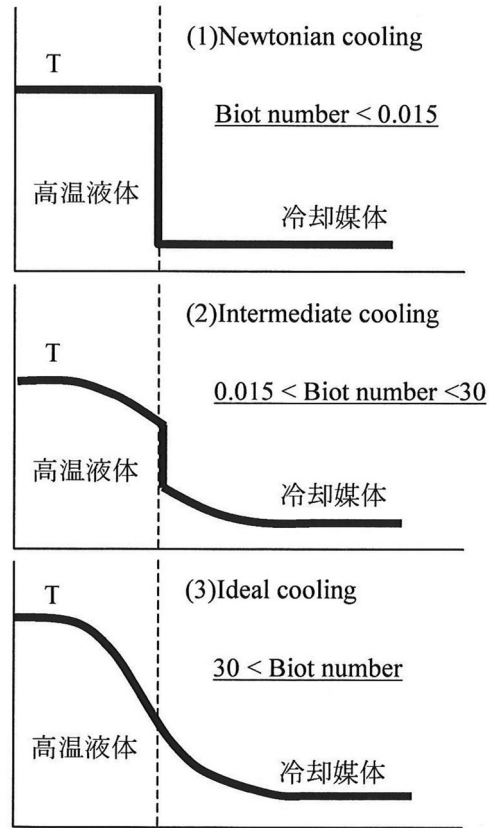 (1)Newtonian cooling
T
Biot number < 0.015
高温液体
冷却媒体
(2)Intermediate cooling
T
0.015 < Biot number <30
高温液体
冷却媒体
(3)Ideal cooling
T
30 < Biot number
高温液体
冷却媒体